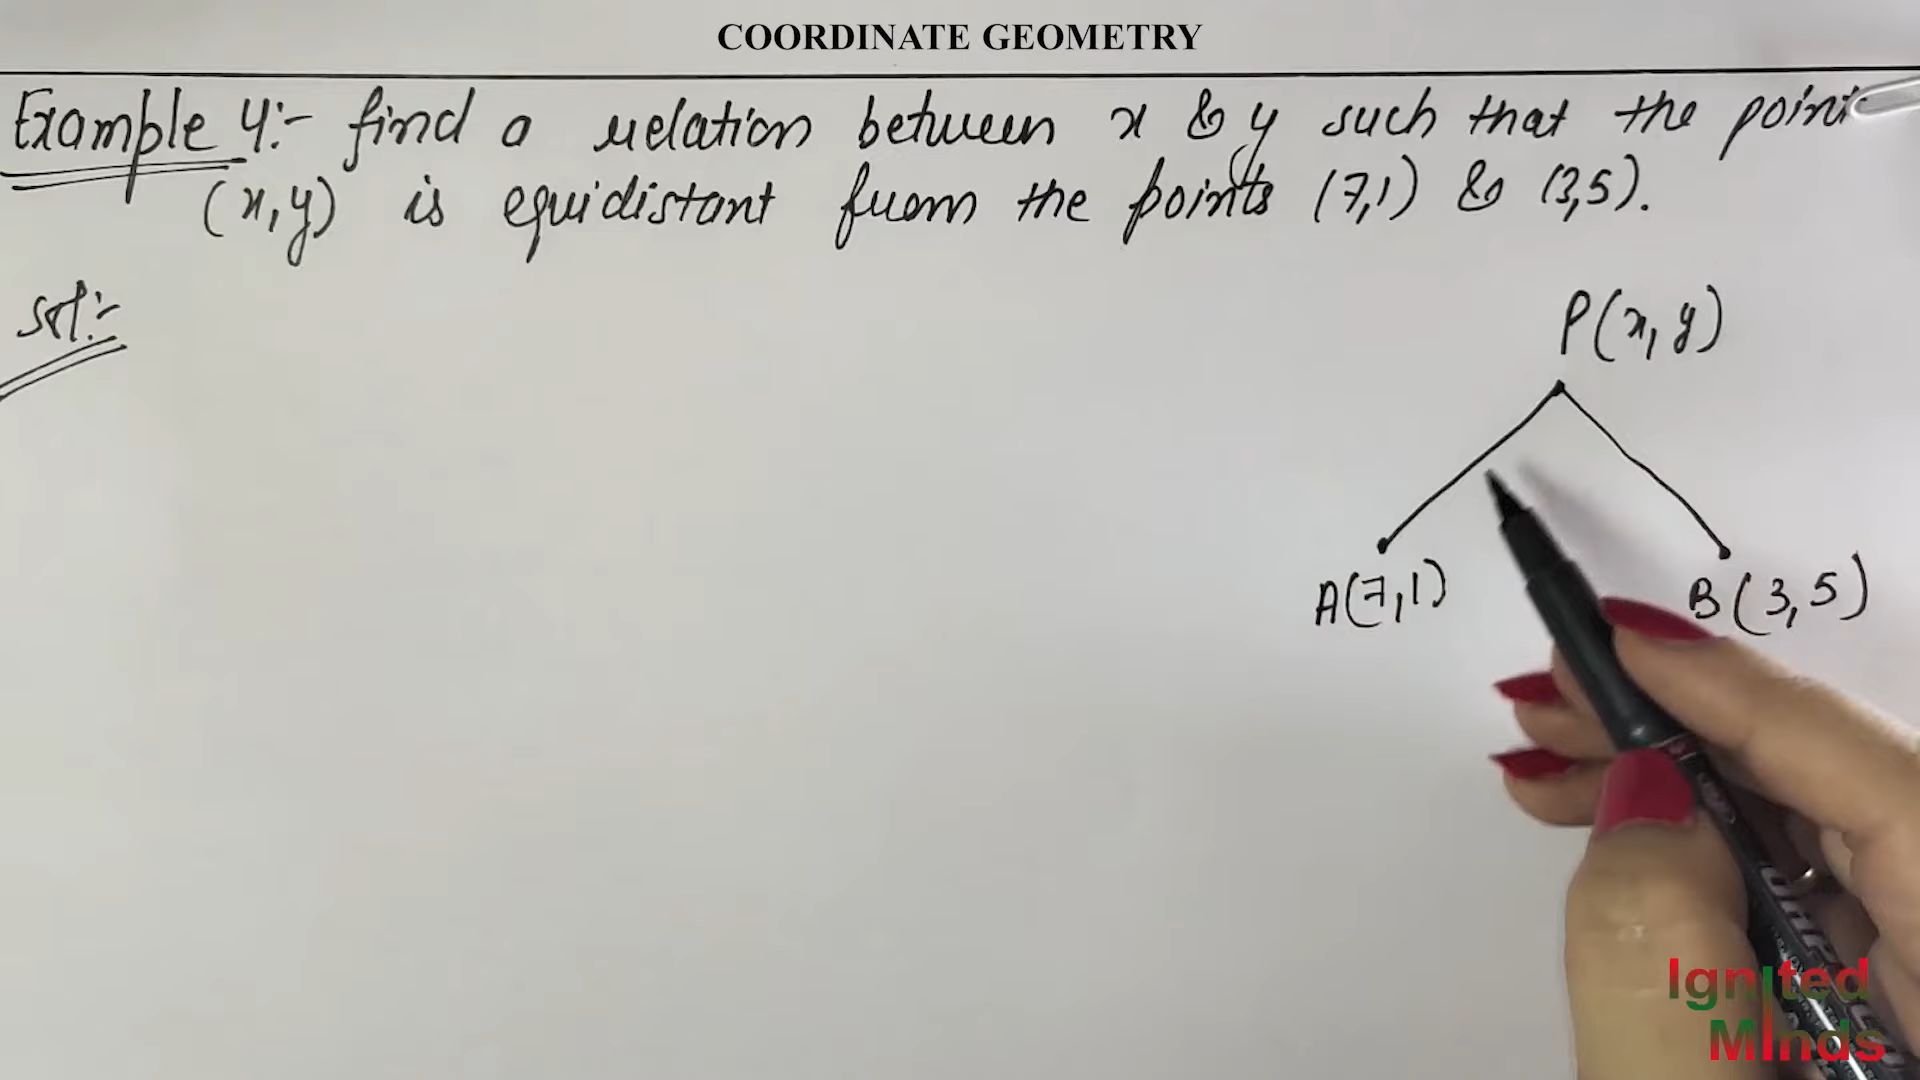 COORDINATE GEOMETRY
Example 4:- find a relation between x & y such that the point
(x,y) is equidistant from the points (7,1) & (3,5).
Sol:-
P(x, y)
A(7,1)
B(3,5)
Ignited
Minds